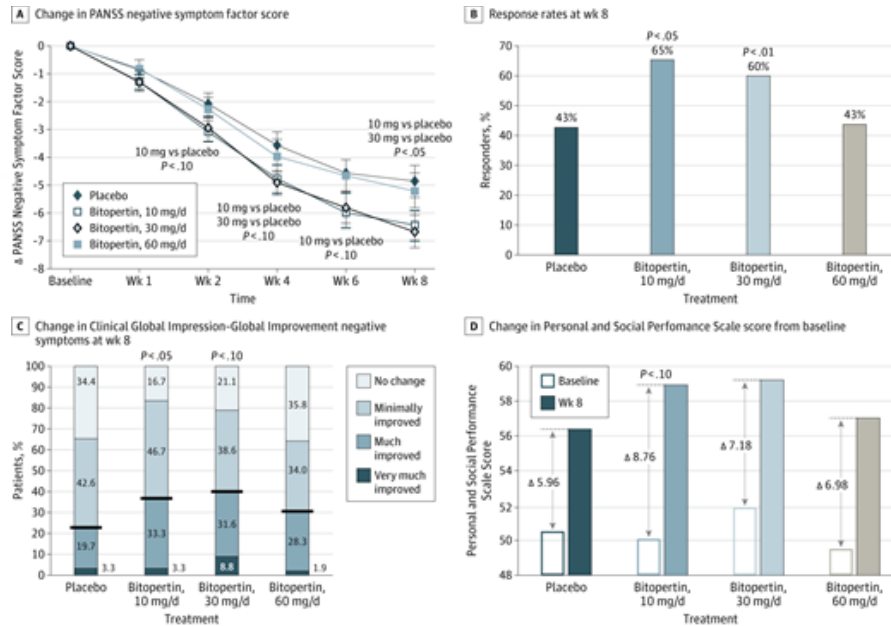 A Change in PANSS negative symptom factor score
Δ PANSS Negative Symptom Factor Score
0
-1
-2
-3
-4
-5
-6
-7
-8
10 mg vs placebo
P<.10
10 mg vs placebo
30 mg vs placebo
P<.10
10 mg vs placebo
P<.10
10 mg vs placebo
30 mg vs placebo
P<.05
Placebo
Bitopertin, 10 mg/d
Bitopertin, 30 mg/d
Bitopertin, 60 mg/d
Baseline Wk 1 Wk 2 Wk 4 Wk 6 Wk 8
Time
B Response rates at wk 8
Responders, %
70
60
50
40
30
20
10
0
43%
P<.05
65%
P<.01
60%
43%
Placebo Bitopertin, Bitopertin, Bitopertin,
10 mg/d 30 mg/d 60 mg/d
Treatment
C Change in Clinical Global Impression-Global Improvement negative
symptoms at wk 8
Patients, %
100
90
80
70
60
50
40
30
20
10
0
P<.05 P<.10
34.4 16.7 21.1 35.8
42.6 46.7 38.6 34.0
19.7 33.3 31.6 28.3
3.3 3.3 8.8 1.9
Placebo Bitopertin, Bitopertin, Bitopertin,
10 mg/d 30 mg/d 60 mg/d
Treatment
No change
Minimally
improved
Much
improved
Very much
improved
D Change in Personal and Social Perfomance Scale score from baseline
Personal and Social Performance
Scale Score
60
58
56
54
52
50
48
Baseline
Wk 8
P<.10
Δ 5.96
Δ 8.76
Δ 7.18
Δ 6.98
Placebo Bitopertin, Bitopertin, Bitopertin,
10 mg/d 30 mg/d 60 mg/d
Treatment